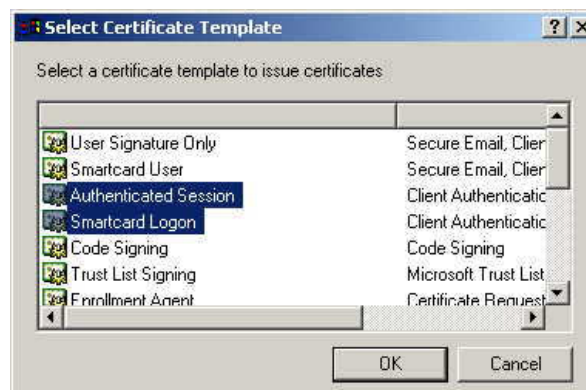 Select Certificate Template
Select a certificate template to issue certificates
User Signature Only Secure Email, Clier
Smartcard User Secure Email, Clier
Authenticated Session Client Authenticatic
Smartcard Logon Client Authenticatic
Code Signing Code Signing
Trust List Signing Microsoft Trust List
Enrollment Agent Certificate Request
OK Cancel